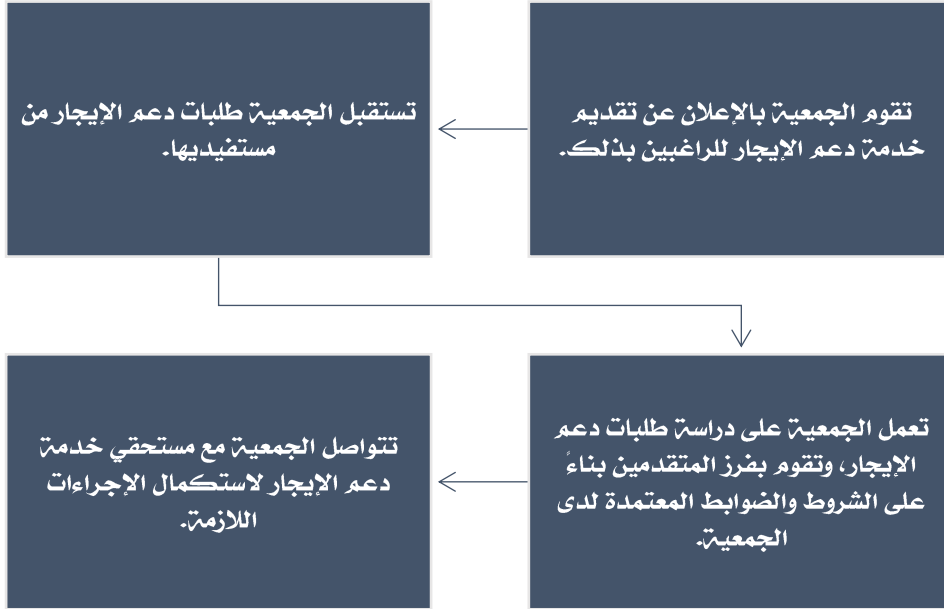 تقوم الجمعية بالإعلان عن تقديم
خدمة دعم الإيجار للراغبين بذلك.
تستقبل الجمعية طلبات دعم الإيجار من
مستفيديها.
تعمل الجمعية على دراسة طلبات دعم
الإيجار، وتقوم بفرز المتقدمين بناءً
على الشروط والضوابط المعتمدة لدى
الجمعية.
تتواصل الجمعية مع مستحقي خدمة
دعم الإيجار لاستكمال الإجراءات
اللازمة.